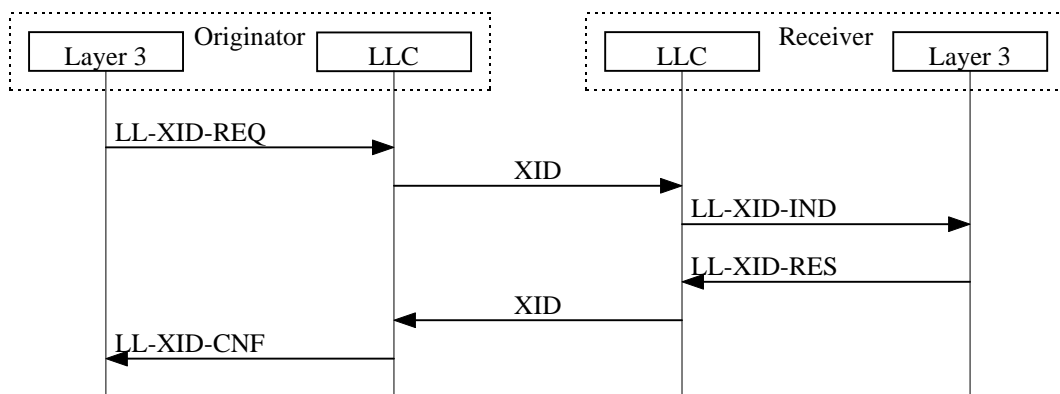 Originator
Receiver
Layer 3
LLC
LLC
Layer 3
LL-XID-REQ
XID
LL-XID-IND
LL-XID-RES
XID
LL-XID-CNF